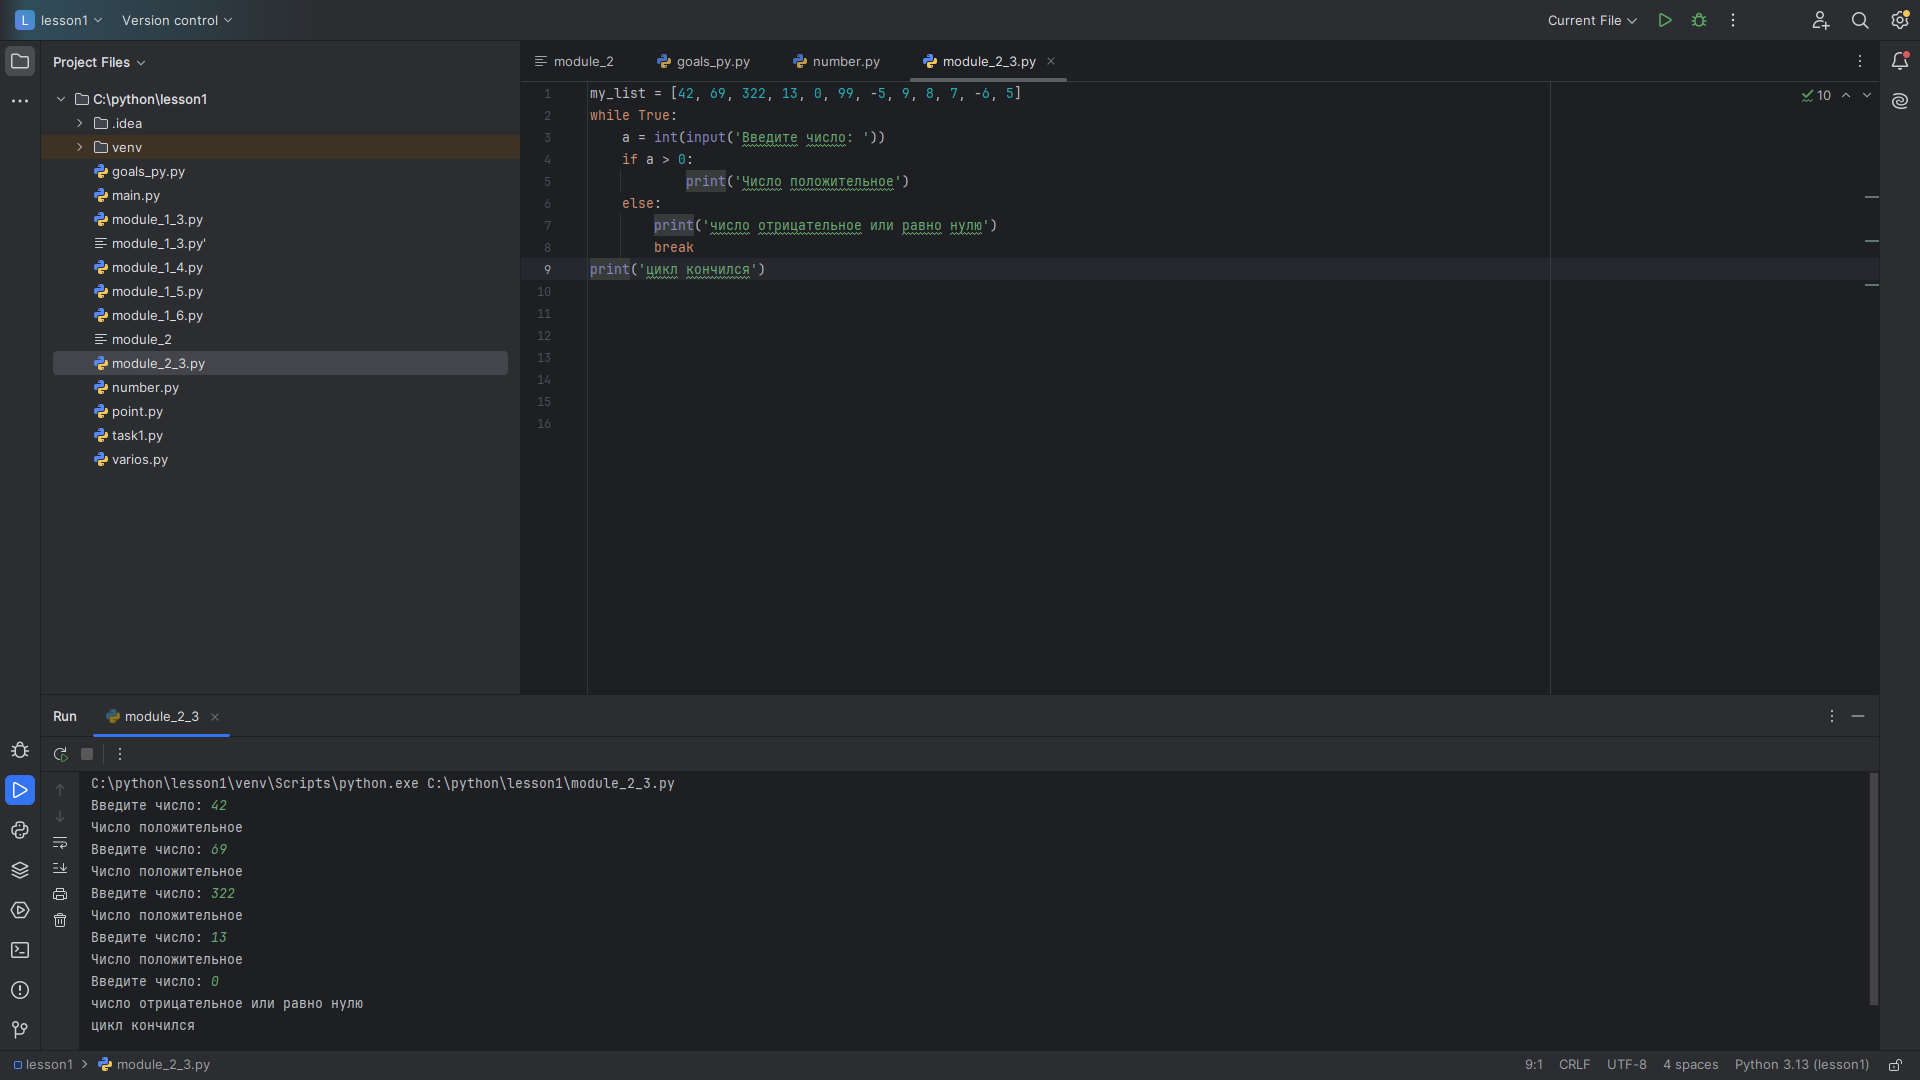 L lesson1 Version control Current File
Project Files
module_2 goals_py.py number.py module_2_3.py
C:\python\lesson1
.idea
venv
goals_py.py
main.py
module_1_3.py
module_1_3.py'
module_1_4.py
module_1_5.py
module_1_6.py
module_2
module_2_3.py
number.py
point.py
task1.py
varios.py
1 my_list = [42, 69, 322, 13, 0, 99, -5, 9, 8, 7, -6, 5]
2 while True:
3 a = int(input('Введите число: '))
4 if a > 0:
5 print('Число положительное')
6 else:
7 print('число отрицательное или равно нулю')
8 break
9 print('цикл кончился')
10
11
12
13
14
15
16
10
Run module_2_3
C:\python\lesson1\venv\Scripts\python.exe C:\python\lesson1\module_2_3.py
Введите число: 42
Число положительное
Введите число: 69
Число положительное
Введите число: 322
Число положительное
Введите число: 13
Число положительное
Введите число: 0
число отрицательное или равно нулю
цикл кончился
lesson1 module_2_3.py 9:1 CRLF UTF-8 4 spaces Python 3.13 (lesson1)